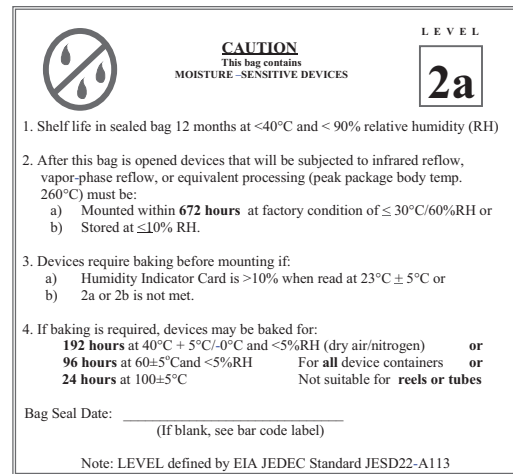 LEVEL
CAUTION
This bag contains
MOISTURE –SENSITIVE DEVICES
2a
1. Shelf life in sealed bag 12 months at <40°C and < 90% relative humidity (RH)
2. After this bag is opened devices that will be subjected to infrared reflow,
vapor-phase reflow, or equivalent processing (peak package body temp.
260°C) must be:
a) Mounted within 672 hours at factory condition of ≤ 30°C/60%RH or
b) Stored at ≤10% RH.
3. Devices require baking before mounting if:
a) Humidity Indicator Card is >10% when read at 23°C ± 5°C or
b) 2a or 2b is not met.
4. If baking is required, devices may be baked for:
192 hours at 40°C + 5°C/-0°C and <5%RH (dry air/nitrogen) or
96 hours at 60±5°Cand <5%RH For all device containers or
24 hours at 100±5°C Not suitable for reels or tubes
Bag Seal Date: ______________________________
(If blank, see bar code label)
Note: LEVEL defined by EIA JEDEC Standard JESD22-A113